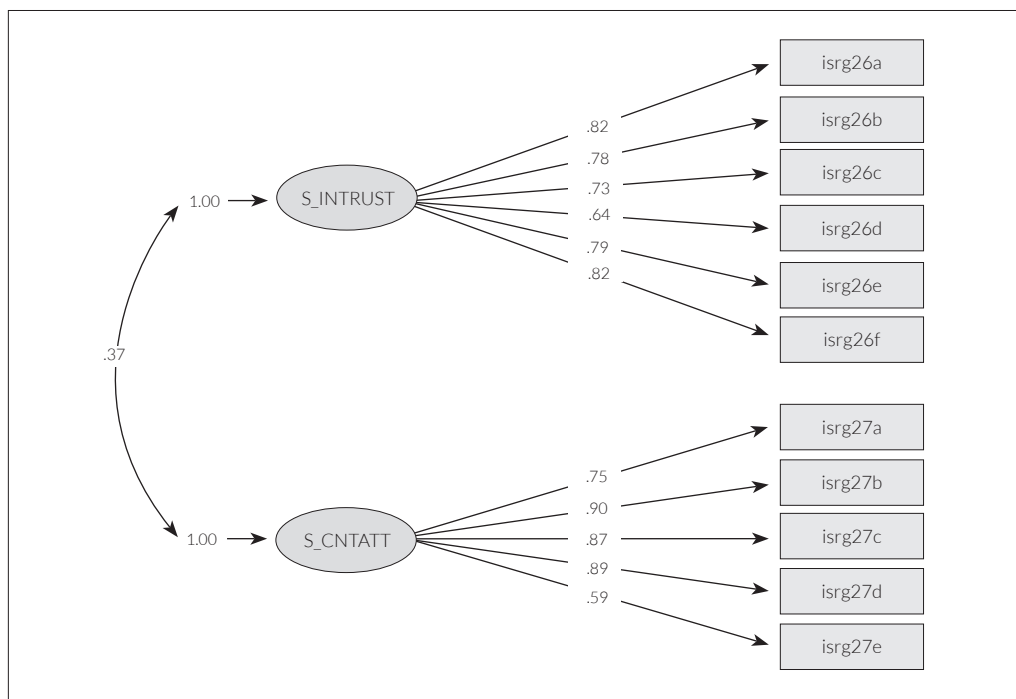 isrg26a
.82
isrg26b
.78
isrg26c
.73
1.00
S_INTRUST
.64
isrg26d
.79
isrg26e
.82
isrg26f
.37
isrg27a
.75
isrg27b
.90
1.00
S_CNTATT
.87
isrg27c
.89
isrg27d
.59
isrg27e